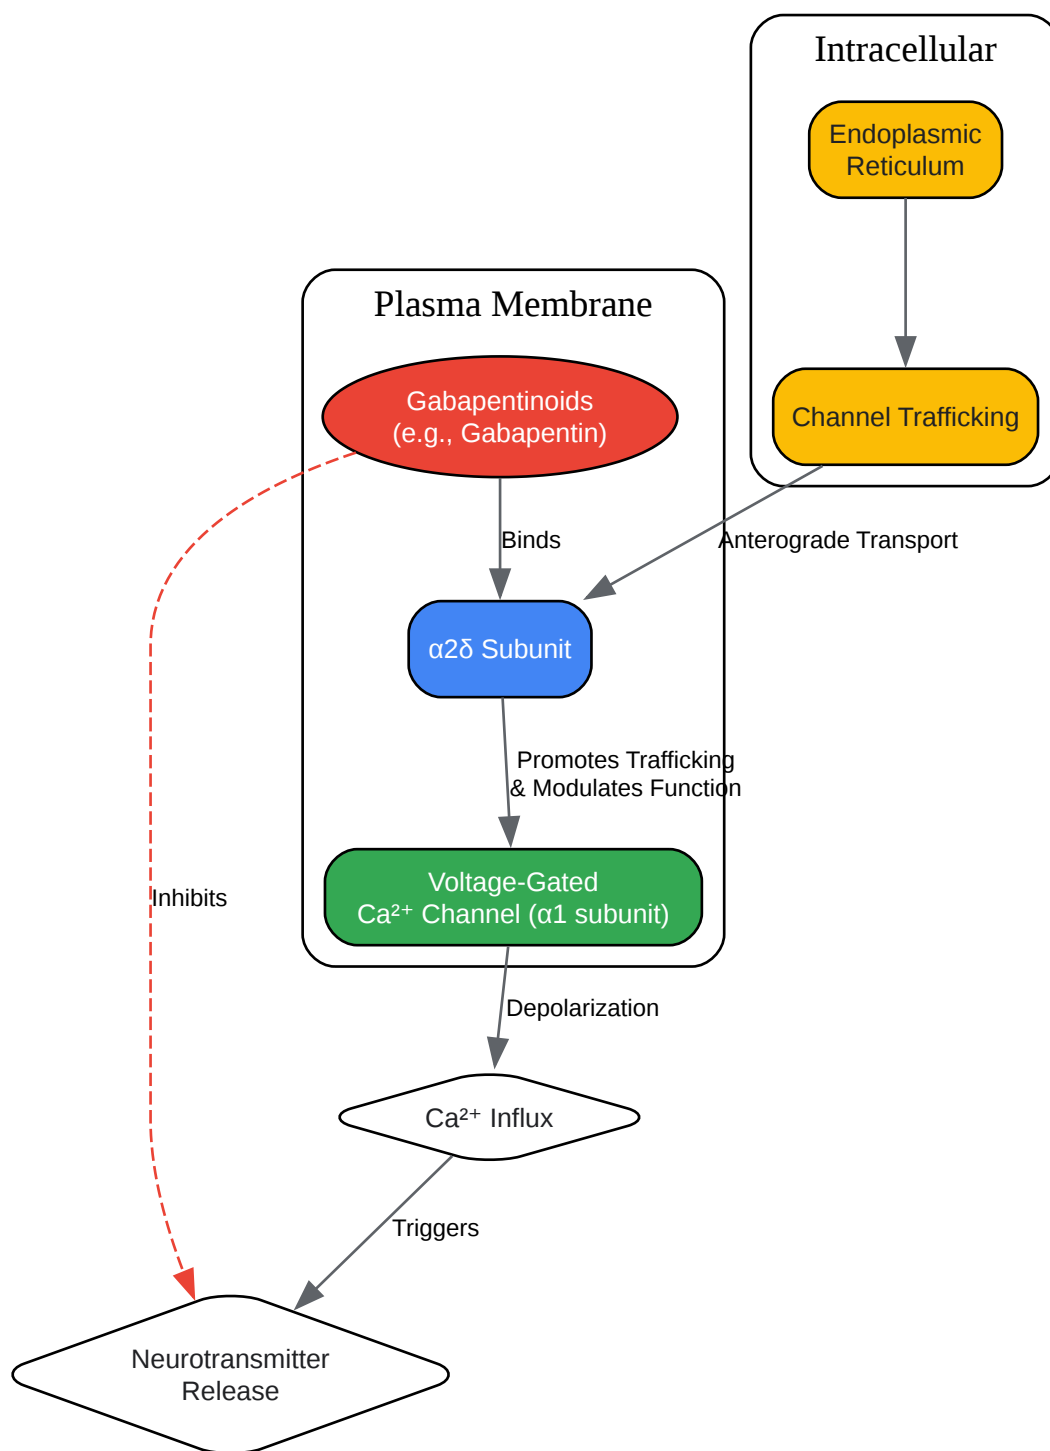 Intracellular
Endoplasmic
Reticulum
Plasma Membrane
Gabapentinoids
(e.g., Gabapentin)
Channel Trafficking
Binds
Anterograde Transport
α2δ Subunit
Promotes Trafficking
& Modulates Function
Voltage-Gated
Ca²⁺ Channel (α1 subunit)
Inhibits
Depolarization
Ca²⁺ Influx
Triggers
Neurotransmitter
Release